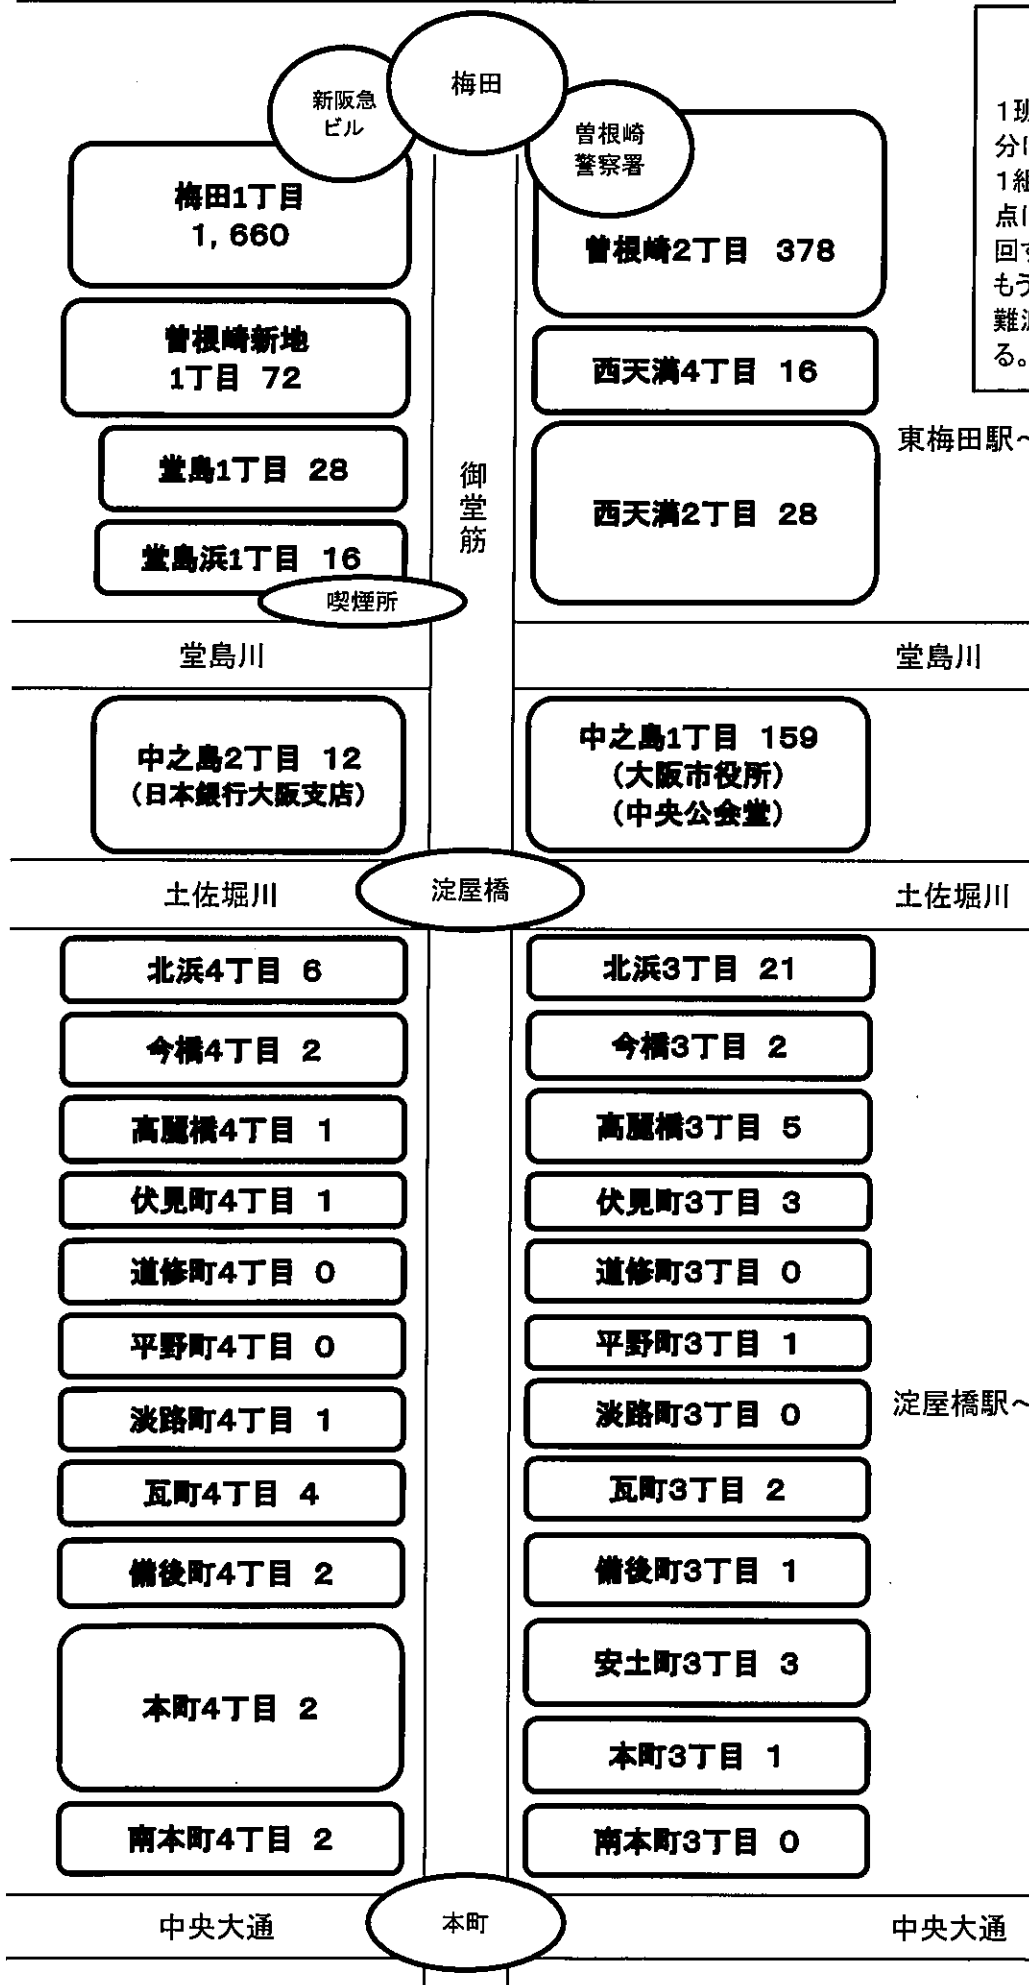 梅田
新阪急
ビル
曽根崎
警察署
梅田1丁目
1，660
曽根崎2丁目 378
曽根崎新地
1丁目 72
西天満4丁目 16
堂島1丁目 28
西天満2丁目 28
堂島浜1丁目 16
喫煙所
御堂筋
1班
分に
1組
点に
回す
もう
難波
る。
東梅田駅～
堂島川
堂島川
中之島2丁目 12
（日本銀行大阪支店）
中之島1丁目 159
（大阪市役所）
（中央公会堂）
土佐堀川
淀屋橋
土佐堀川
北浜4丁目 6
北浜3丁目 21
今橋4丁目 2
今橋3丁目 2
高麗橋4丁目 1
高麗橋3丁目 5
伏見町4丁目 1
伏見町3丁目 3
道修町4丁目 0
道修町3丁目 0
平野町4丁目 0
平野町3丁目 1
淡路町4丁目 1
淡路町3丁目 0
淀屋橋駅～
瓦町4丁目 4
瓦町3丁目 2
備後町4丁目 2
備後町3丁目 1
安土町3丁目 3
本町4丁目 2
本町3丁目 1
南本町4丁目 2
南本町3丁目 0
中央大通
本町
中央大通